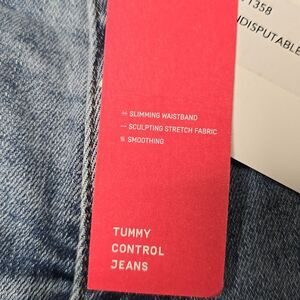 1358
NDISPUTABLE
SLIMMING WAISTBAND
— SCULPTING STRETCH FABRIC
SMOOTHING
TUMMY
CONTROL
JEANS